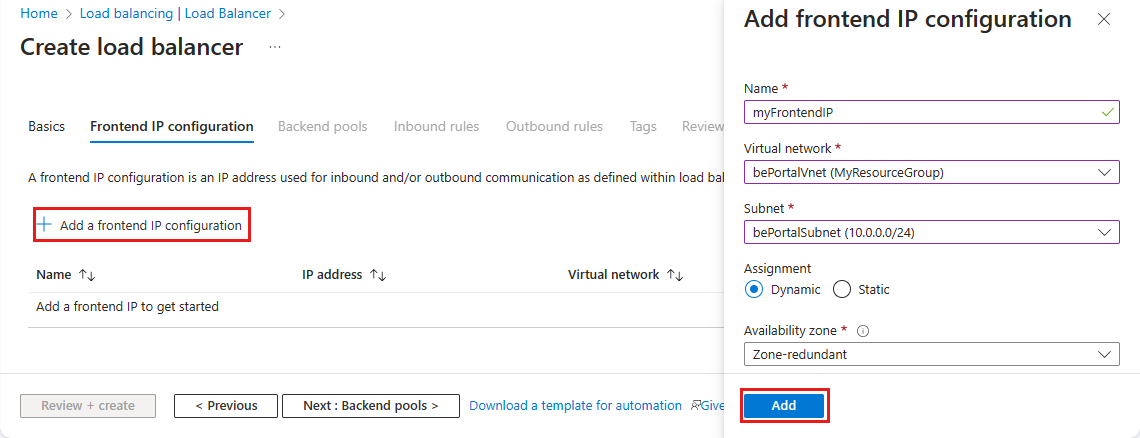 Home > Load balancing | Load Balancer >
Create load balancer ...
Basics Frontend IP configuration Backend pools Inbound rules Outbound rules Tags Review
A frontend IP configuration is an IP address used for inbound and/or outbound communication as defined within load bal
+ Add a frontend IP configuration
Name ↑↓ IP address ↑↓ Virtual network ↑↓
Add a frontend IP to get started
Review + create
< Previous
Next : Backend pools >
Download a template for automation
Give
Add frontend IP configuration
Name *
myFrontendIP
Virtual network *
bePortalVnet (MyResourceGroup)
Subnet *
bePortalSubnet (10.0.0.0/24)
Assignment
Dynamic Static
Availability zone *
Zone-redundant
Add